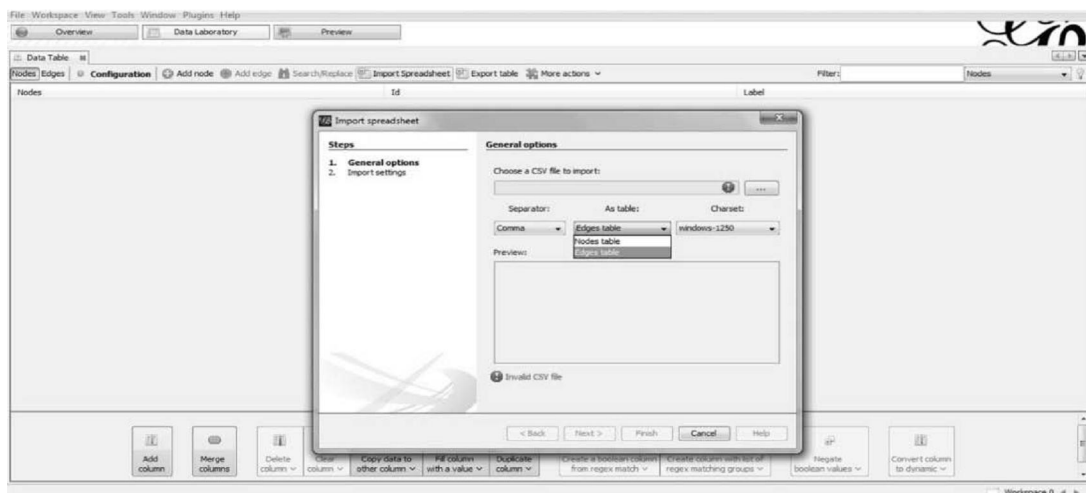 File Workspace View Tools Window Plugins Help
Overview Data Laboratory Preview
Data Table
Nodes Edges Configuration Add node Add edge Search/Replace Import Spreadsheet Export table More actions Filter: Nodes
Nodes Id Label
Import spreadsheet
Steps General options
1. General options
2. Import settings
Choose a CSV file to import:
...
Separator: As table: Charset:
Comma Edges table windows-1250
Nodes table
Edges table
Preview:
Invalid CSV file
< Back Next > Finish Cancel Help
Add column
Merge columns
Delete column
Clear column
Copy data to other column
Fill column with a value
Duplicate column
Create a boolean column from regex match
Create column with list of regex matching groups
Negate boolean values
Convert column to dynamic
Workspace 0